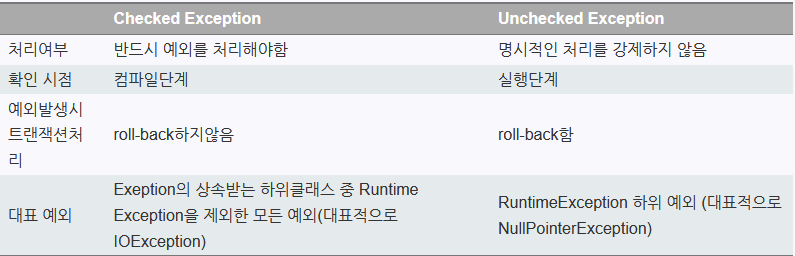 Checked Exception Unchecked Exception
처리여부 반드시 예외를 처리해야함 명시적인 처리를 강제하지 않음
확인 시점 컴파일단계 실행단계
예외발생시
트랜잭션처
리
roll-back하지않음 roll-back함
대표 예외
Exeption의 상속받는 하위클래스 중 Runtime
Exception을 제외한 모든 예외(대표적으로
IOException)
RuntimeException 하위 예외 (대표적으로
NullPointerException)